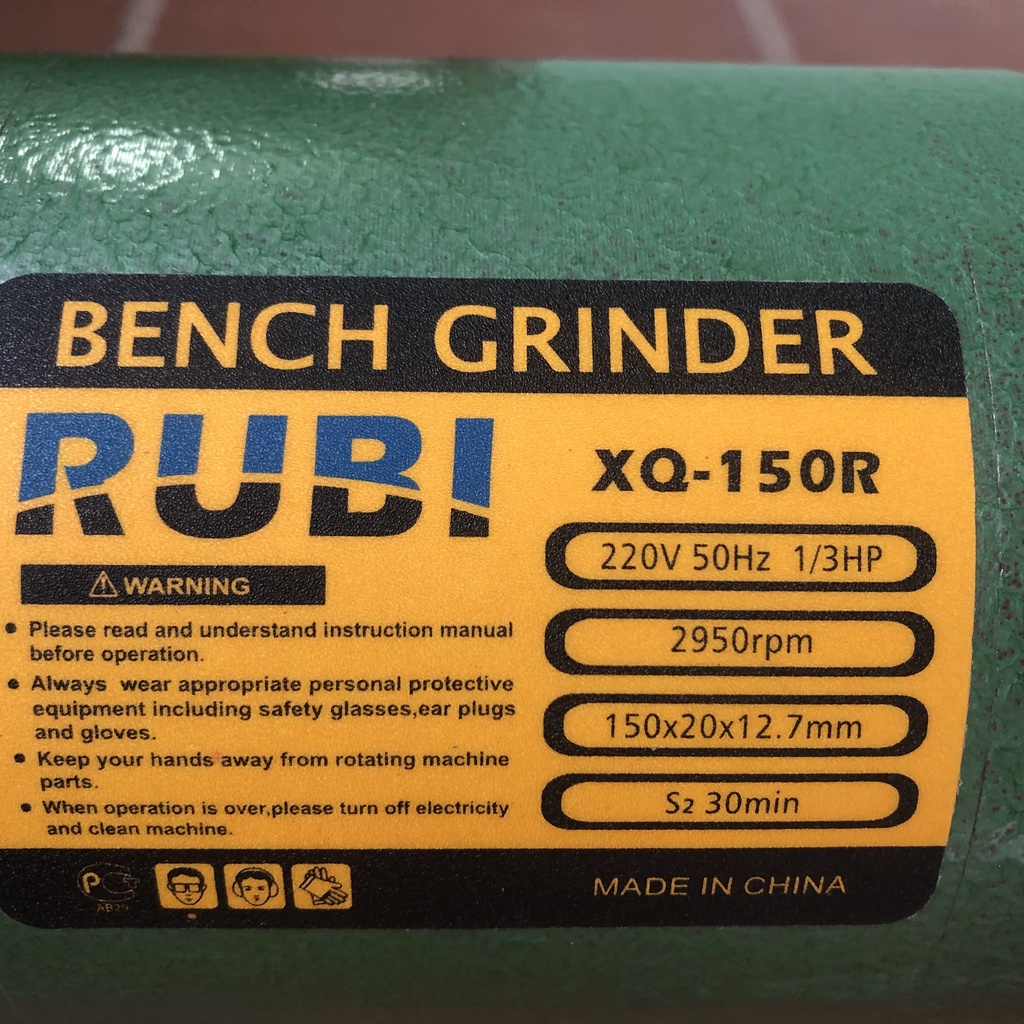 BENCH GRINDER
RUBI
WARNING
• Please read and understand instruction manual
before operation.
• Always wear appropriate personal protective
equipment including safety glasses,ear plugs
and gloves.
• Keep your hands away from rotating machine
parts.
• When operation is over,please turn off electricity
and clean machine.
XQ-150R
220V 50Hz 1/3HP
2950rpm
150x20x12.7mm
S2 30min
MADE IN CHINA